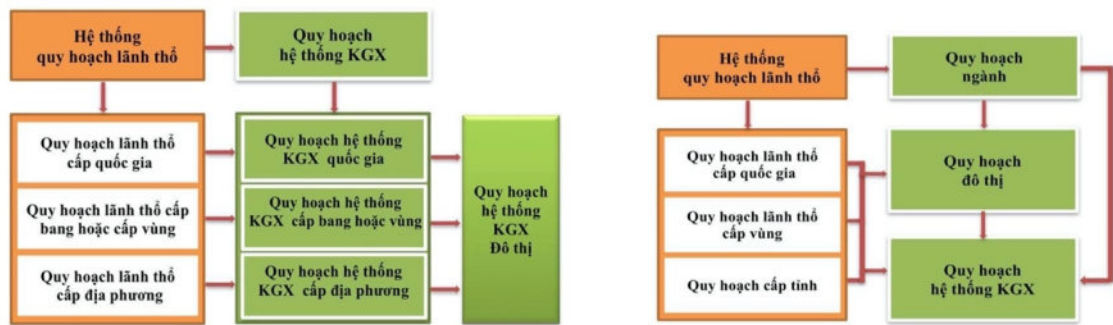 Hệ thống
quy hoạch lãnh thổ
Quy hoạch
hệ thống KGX
Quy hoạch lãnh thổ
cấp quốc gia
Quy hoạch hệ thống
KGX quốc gia
Quy hoạch lãnh thổ cấp
bang hoặc cấp vùng
Quy hoạch hệ thống
KGX cấp bang hoặc vùng
Quy hoạch lãnh thổ
cấp địa phương
Quy hoạch hệ thống
KGX cấp địa phương
Quy hoạch
hệ thống
KGX
Đô thị
Hệ thống
quy hoạch lãnh thổ
Quy hoạch
ngành
Quy hoạch lãnh thổ
cấp quốc gia
Quy hoạch lãnh thổ
cấp vùng
Quy hoạch cấp tỉnh
Quy hoạch
đô thị
Quy hoạch
hệ thống KGX